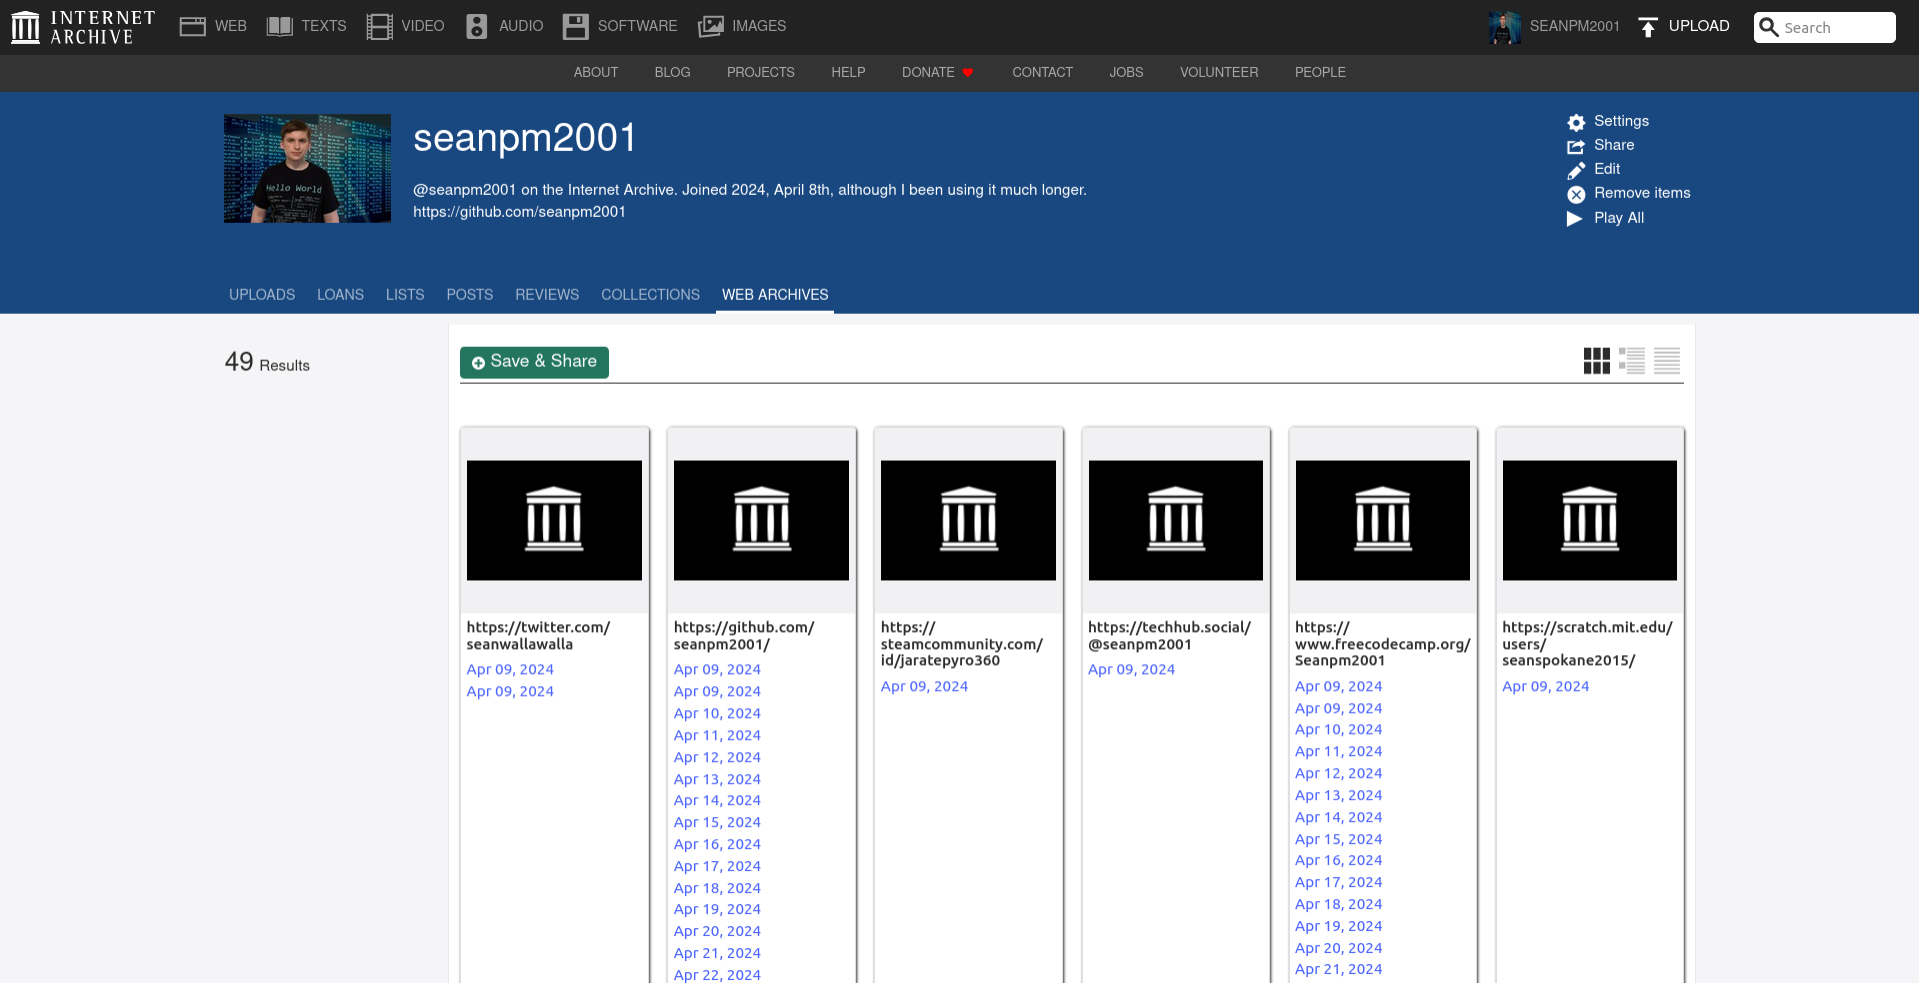 INTERNET
ARCHIVE
WEB TEXTS VIDEO AUDIO SOFTWARE IMAGES SEANPM2001 UPLOAD Search
ABOUT BLOG PROJECTS HELP DONATE CONTACT JOBS VOLUNTEER PEOPLE
Hello World
seanpm2001
@seanpm2001 on the Internet Archive. Joined 2024, April 8th, although I been using it much longer.
https://github.com/seanpm2001
Settings
Share
Edit
Remove items
Play All
UPLOADS LOANS LISTS POSTS REVIEWS COLLECTIONS WEB ARCHIVES
49 Results
Save & Share
https://twitter.com/
seanwallawalla
Apr 09, 2024
Apr 09, 2024
https://github.com/
seanpm2001/
Apr 09, 2024
Apr 09, 2024
Apr 10, 2024
Apr 11, 2024
Apr 12, 2024
Apr 13, 2024
Apr 14, 2024
Apr 15, 2024
Apr 16, 2024
Apr 17, 2024
Apr 18, 2024
Apr 19, 2024
Apr 20, 2024
Apr 21, 2024
Apr 22, 2024
https://
steamcommunity.com/
id/jaratepyro360
Apr 09, 2024
https://techhub.social/
@seanpm2001
Apr 09, 2024
https://
www.freecodecamp.org/
Seanpm2001
Apr 09, 2024
Apr 09, 2024
Apr 10, 2024
Apr 11, 2024
Apr 12, 2024
Apr 13, 2024
Apr 14, 2024
Apr 15, 2024
Apr 16, 2024
Apr 17, 2024
Apr 18, 2024
Apr 19, 2024
Apr 20, 2024
Apr 21, 2024
https://scratch.mit.edu/
users/
seanspokane2015/
Apr 09, 2024